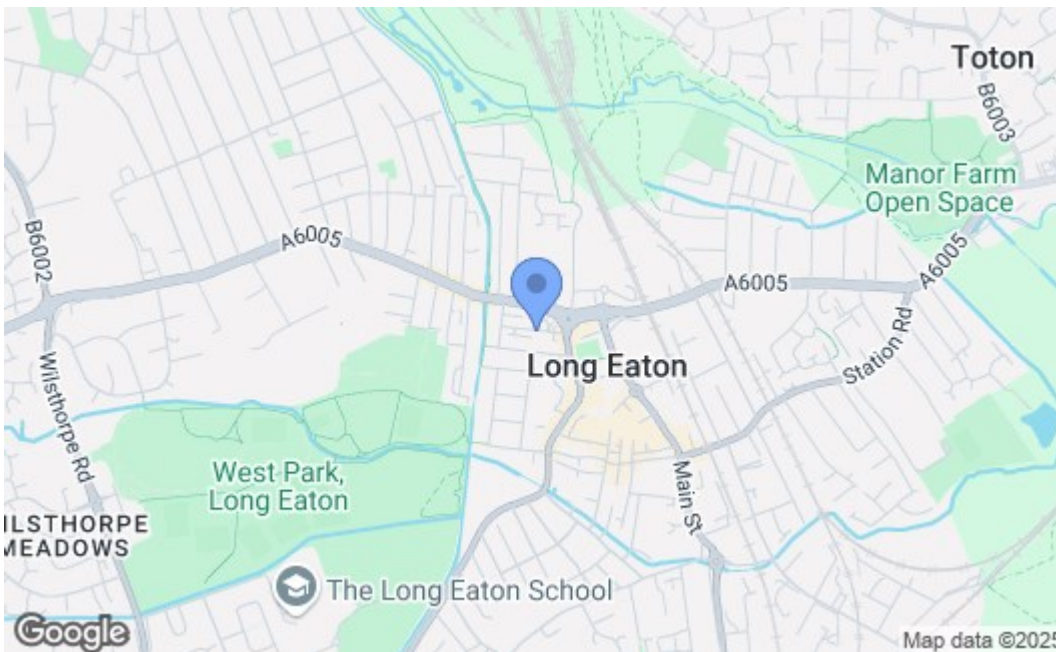 Toton
B6003
Manor Farm
Open Space
B6002
A6005
A6005
A6005
Long Eaton
Station Rd
Wilsthorpe Rd
West Park,
Long Eaton
Main St
ILSTHORPE
MEADOWS
The Long Eaton School
Google
Map data ©2025